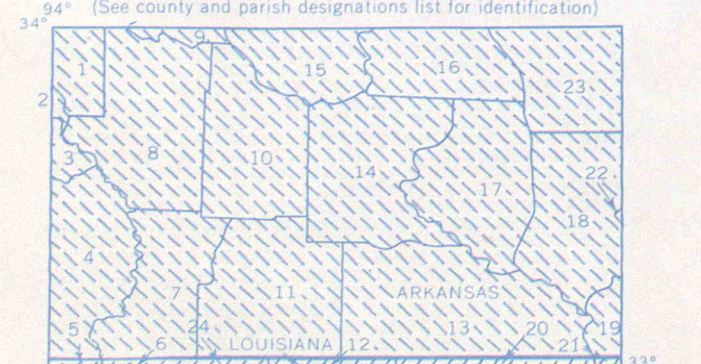 94° (See county and parish designations list for identification)
34°
9
1 15 16
23
2
3 8 10 14 22
17
18
4
7 11 ARKANSAS
5 24 13 20 19
6 LOUISIANA 12 21
33°